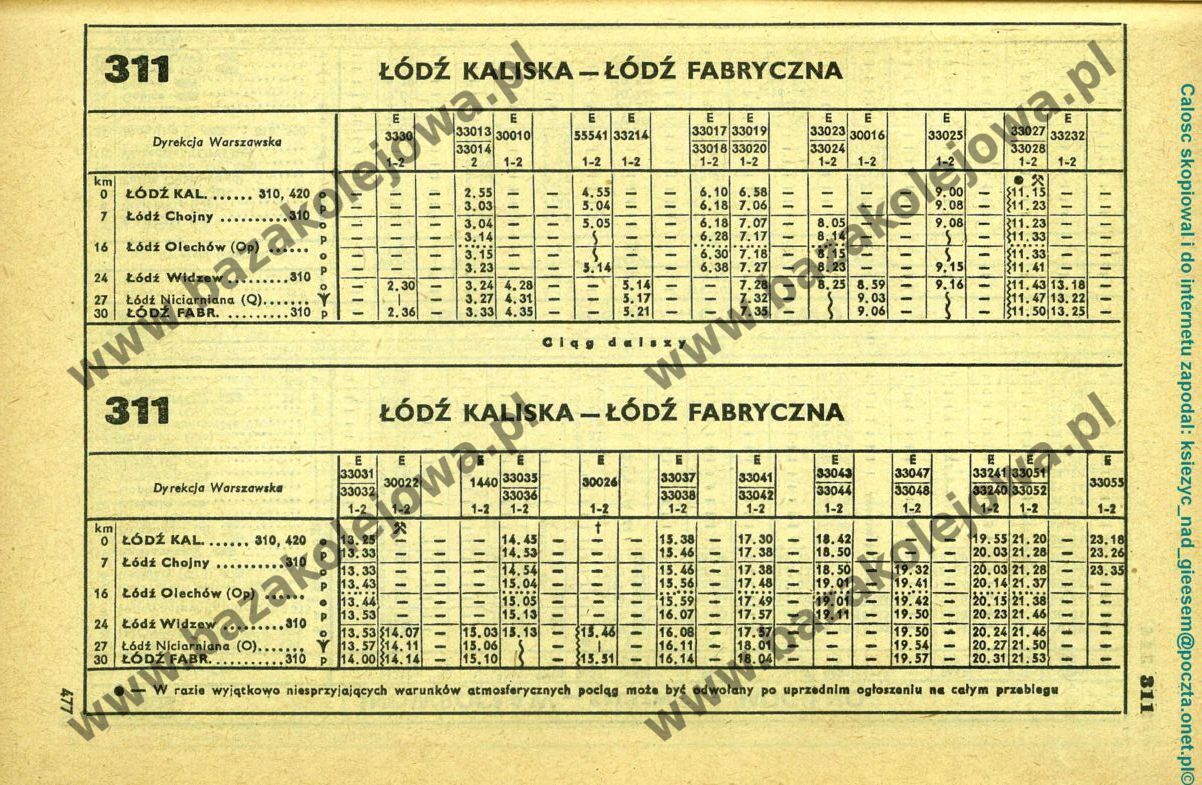 311 ŁÓDŹ KALISKA — ŁÓDŹ FABRYCZNA
E E E E E E E E E E E
Dyrekcja Warszawska 3330 33013 30010 55541 33214 33017 33019 33023 30016 33025 33027 33232
33014 33018 33020 33024 33028
1-2 2 1-2 1-2 1-2 1-2 1-2 1-2 1-2 1-2 1-2 1-2
km
0 ŁÓDŹ KAL. ...... 310, 420 o — — — 2.55 — — 4.55 — — 6.10 6.58 — — — 9.00 — 11.15 — —
p — — — 3.03 — — 5.04 — — 6.18 7.06 — — — 9.08 — 11.23 — —
7 Łódź Chojny .......... 310 o — — — 3.04 — — 5.05 — — 6.18 7.07 — 8.05 — 9.08 — 11.23 — —
p — — — 3.14 — — — — 6.28 7.17 — 8.14 — — 11.33 — —
16 Łódź Olechów (Op) ...... o — — — 3.15 — — — — 6.30 7.18 — 8.15 — — 11.33 — —
p — — — 3.23 — — 5.14 — — 6.38 7.27 — 8.23 — 9.15 — 11.41 — —
24 Łódź Widzew .......... 310 o — 2.30 — 3.24 4.28 — — 5.14 — — 7.28 — 8.25 8.59 — 9.16 — 11.43 13.18 —
27 Łódź Niciarniana (Q)....... — | — 3.27 4.31 — — 5.17 — — 7.32 — 9.03 — — 11.47 13.22 —
30 ŁÓDŹ FABR. ......... 310 p — 2.36 — 3.33 4.35 — — 5.21 — — 7.35 — 9.06 — — 11.50 13.25 —
Ciąg dalszy
311 ŁÓDŹ KALISKA — ŁÓDŹ FABRYCZNA
E E E E E E E E E E E E
Dyrekcja Warszawska 33031 30022 1440 33035 30026 33037 33041 33043 33047 33241 33051 33055
33032 33036 33038 33042 33044 33048 33240 33052
1-2 1-2 1-2 1-2 1-2 1-2 1-2 1-2 1-2 1-2 1-2 1-2
km †
0 ŁÓDŹ KAL. ...... 310, 420 p 13.25 — — — 14.45 — — — 15.38 — 17.30 — 18.42 — — — 19.55 21.20 — 23.18
13.33 — — — 14.53 — — — 15.46 — 17.38 — 18.50 — — — 20.03 21.28 — 23.26
7 Łódź Chojny .......... 310 o 13.33 — — — 14.54 — — — 15.46 — 17.38 — 18.50 — 19.32 — 20.03 21.28 — 23.35
p 13.43 — — — 15.04 — — — 15.56 — 17.48 — 19.01 — 19.41 — 20.14 21.37 —
16 Łódź Olechów (Op) ...... 13.44 — — — 15.05 — — — 15.59 — 17.49 — 19.01 — 19.42 — 20.15 21.38 —
p 13.53 — — — 15.13 — — — 16.07 — 17.57 — 19.11 — 19.50 — 20.23 21.46 —
24 Łódź Widzew .......... 310 o 13.53 14.07 — 15.03 15.13 — 15.46 — 16.08 — 17.57 — — — 19.50 — 20.24 21.46 —
27 Łódź Niciarniana (O)....... 13.57 14.11 — 15.06 — | — 16.11 — 18.01 — — — 19.54 — 20.27 21.50 —
30 ŁÓDŹ FABR. .......... 310 p 14.00 14.14 — 15.10 — 15.51 — 16.14 — 18.04 — — — 19.57 — 20.31 21.53 —
● — W razie wyjątkowo niesprzyjających warunków atmosferycznych pociąg może być odwołany po uprzednim ogłoszeniu na całym przebiegu
477
311
Calosc skopiowal i do internetu zapodal: ksiezyc_nad_gieesem@poczta.onet.pl©
www.bazakolejowa.pl
www.bazakolejowa.pl
www.bazakolejowa.pl
www.bazakolejowa.pl